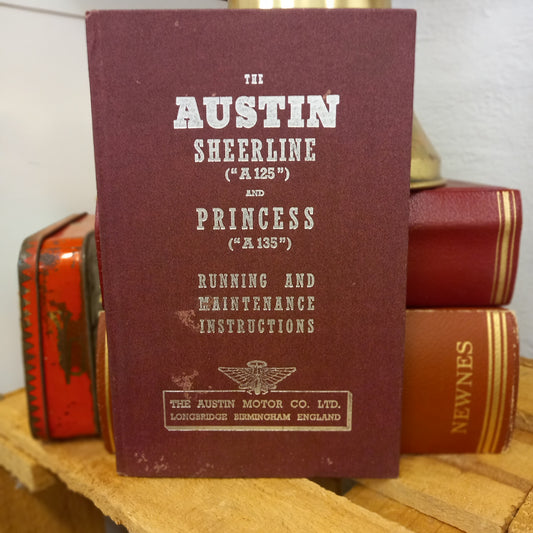 THE
AUSTIN
SHEERLINE
("A 125")
AND
PRINCESS
("A 135")
RUNNING AND
MAINTENANCE
INSTRUCTIONS
THE AUSTIN MOTOR CO. LTD.
LONGBRIDGE BIRMINGHAM ENGLAND
NEWNES